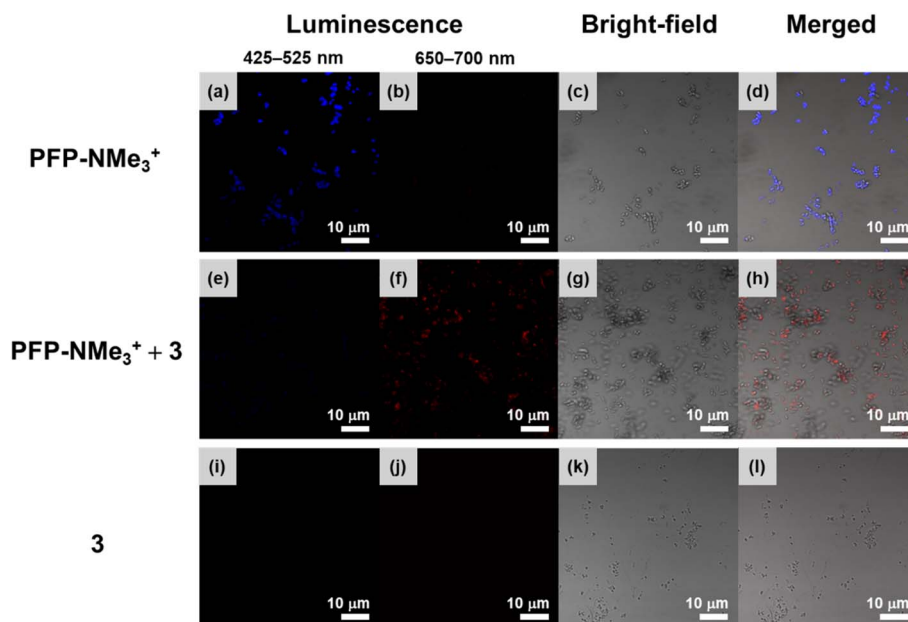 Luminescence Bright-field Merged
425–525 nm 650–700 nm
(a) (b) (c) (d)
PFP-NMe₃⁺
10 μm 10 μm 10 μm 10 μm
(e) (f) (g) (h)
PFP-NMe₃⁺ + 3
10 μm 10 μm 10 μm 10 μm
(i) (j) (k) (l)
3
10 μm 10 μm 10 μm 10 μm